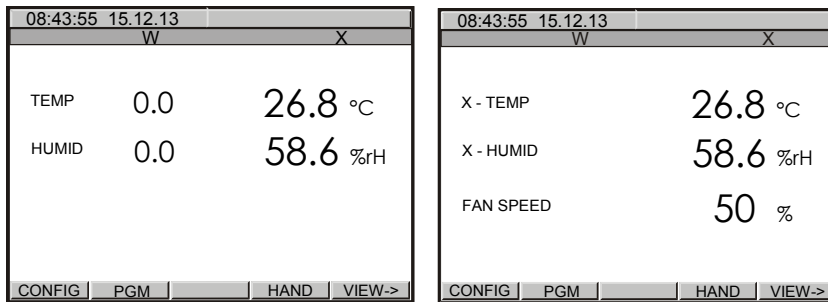 08:43:55 15.12.13
W X
TEMP 0.0 26.8 °C
HUMID 0.0 58.6 %rH
CONFIG PGM HAND VIEW->
08:43:55 15.12.13
W X
X - TEMP 26.8 °C
X - HUMID 58.6 %rH
FAN SPEED 50 %
CONFIG PGM HAND VIEW->